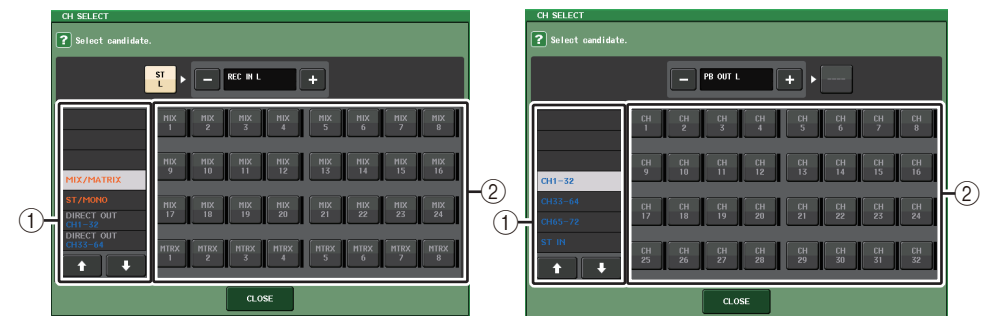 CH SELECT
? Select candidate.
ST L − REC IN L +
MIX 1 MIX 2 MIX 3 MIX 4 MIX 5 MIX 6 MIX 7 MIX 8
MIX 9 MIX 10 MIX 11 MIX 12 MIX 13 MIX 14 MIX 15 MIX 16
MIX/MATRIX
ST/MONO
DIRECT OUT
CH1-32
DIRECT OUT
CH33-64
MIX 17 MIX 18 MIX 19 MIX 20 MIX 21 MIX 22 MIX 23 MIX 24
MTRX 1 MTRX 2 MTRX 3 MTRX 4 MTRX 5 MTRX 6 MTRX 7 MTRX 8
CLOSE
①
②
CH SELECT
? Select candidate.
− PB OUT L + ----
CH 1 CH 2 CH 3 CH 4 CH 5 CH 6 CH 7 CH 8
CH 9 CH 10 CH 11 CH 12 CH 13 CH 14 CH 15 CH 16
CH1-32
CH33-64
CH65-72
ST IN
CH 17 CH 18 CH 19 CH 20 CH 21 CH 22 CH 23 CH 24
CH 25 CH 26 CH 27 CH 28 CH 29 CH 30 CH 31 CH 32
CLOSE
①
②